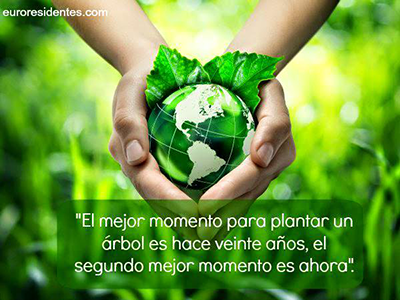 euroresidentes.com
"El mejor momento para plantar un
árbol es hace veinte años, el
segundo mejor momento es ahora".